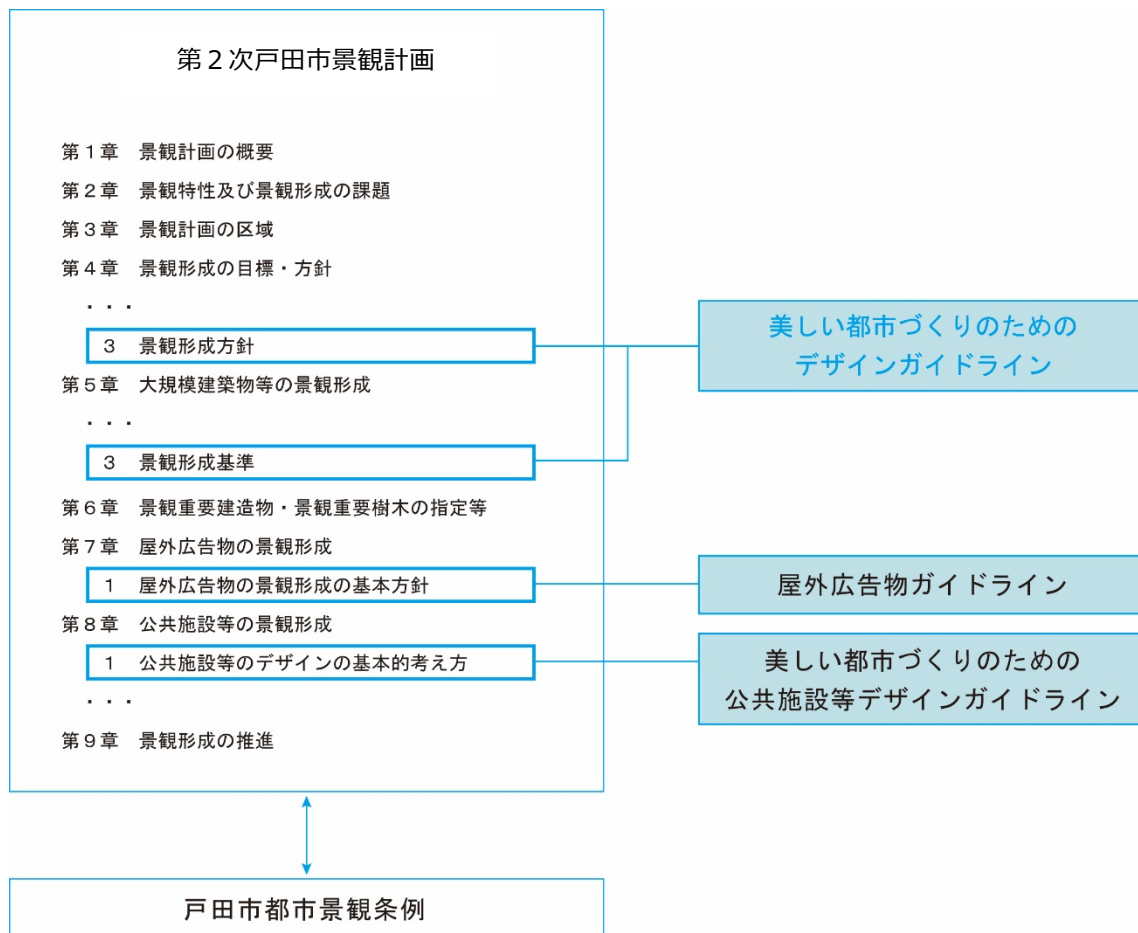 第２次戸田市景観計画
第１章　景観計画の概要
第２章　景観特性及び景観形成の課題
第３章　景観計画の区域
第４章　景観形成の目標・方針
・・・
３　景観形成方針
第５章　大規模建築物等の景観形成
・・・
３　景観形成基準
第６章　景観重要建造物・景観重要樹木の指定等
第７章　屋外広告物の景観形成
１　屋外広告物の景観形成の基本方針
第８章　公共施設等の景観形成
１　公共施設等のデザインの基本的考え方
・・・
第９章　景観形成の推進
美しい都市づくりのための
デザインガイドライン
屋外広告物ガイドライン
美しい都市づくりのための
公共施設等デザインガイドライン
戸田市都市景観条例